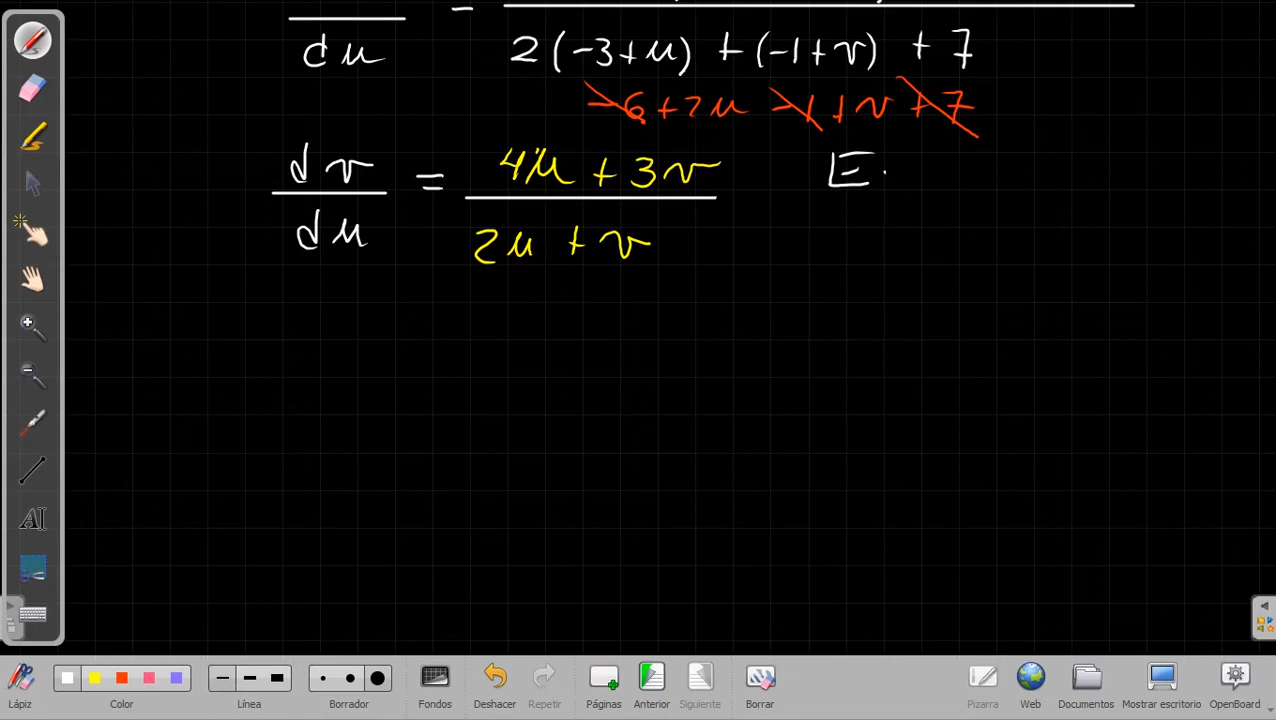 =
du 2(-3+u) + (-1+v) + 7
-6+2u -1+v +7
dv = 4u + 3v E.
du 2u + v
AI
Lápiz Color Línea Borrador Fondos Deshacer Repetir Páginas Anterior Siguiente Borrar Pizarra Web Documentos Mostrar escritorio OpenBoard